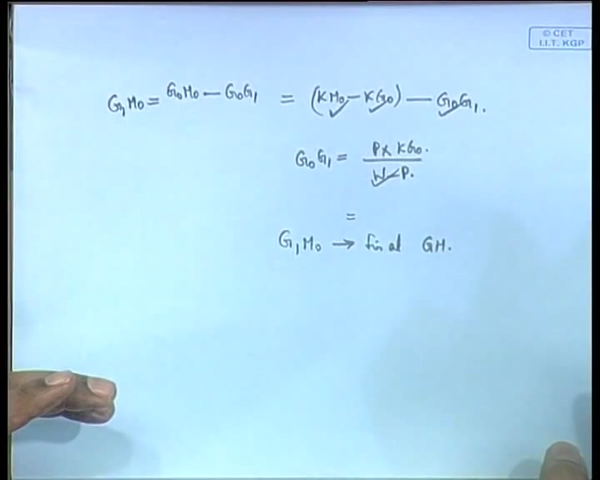 © CET
I.I.T. KGP
G₁M₀ = G₀M₀ — G₀G₁ = (KM₀ — KG₀) — G₀G₁.
G₀G₁ = P × KG₀. / W — P.
=
G₁M₀ → final GM.